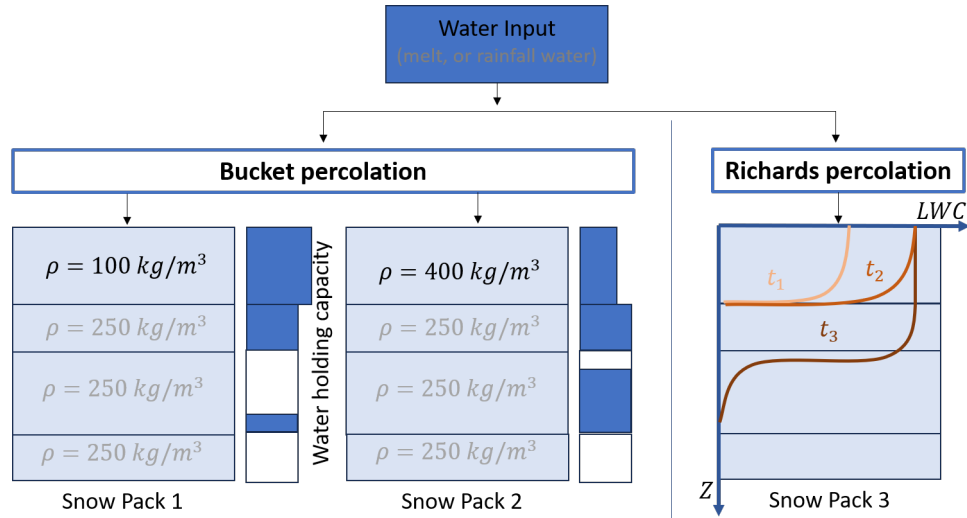 Water Input
(melt, or rainfall water)
Bucket percolation
Richards percolation
LWC
ρ = 100 kg/m³
ρ = 250 kg/m³
ρ = 250 kg/m³
ρ = 250 kg/m³
Water holding capacity
ρ = 400 kg/m³
ρ = 250 kg/m³
ρ = 250 kg/m³
ρ = 250 kg/m³
t₁
t₂
t₃
Z
Snow Pack 1
Snow Pack 2
Snow Pack 3